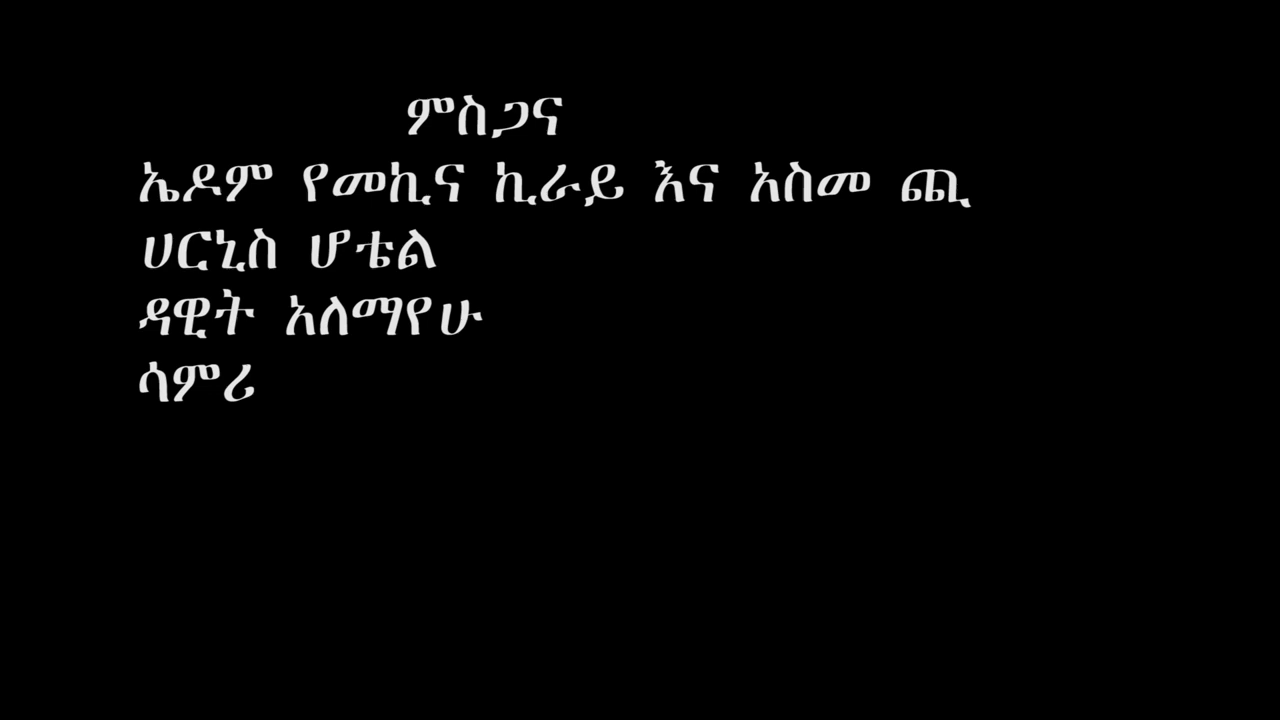 ምስጋና
ኤዶም የመኪና ኪራይ እና አስመ ጪ
ሀርኒስ ሆቴል
ዳዊት አለማየሁ
ሳምሪ